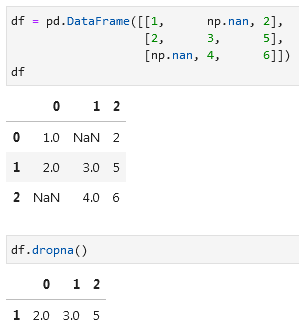 df = pd.DataFrame([[1, np.nan, 2],
[2, 3, 5],
[np.nan, 4, 6]])
df
0 1 2
0 1.0 NaN 2
1 2.0 3.0 5
2 NaN 4.0 6
df.dropna()
0 1 2
1 2.0 3.0 5